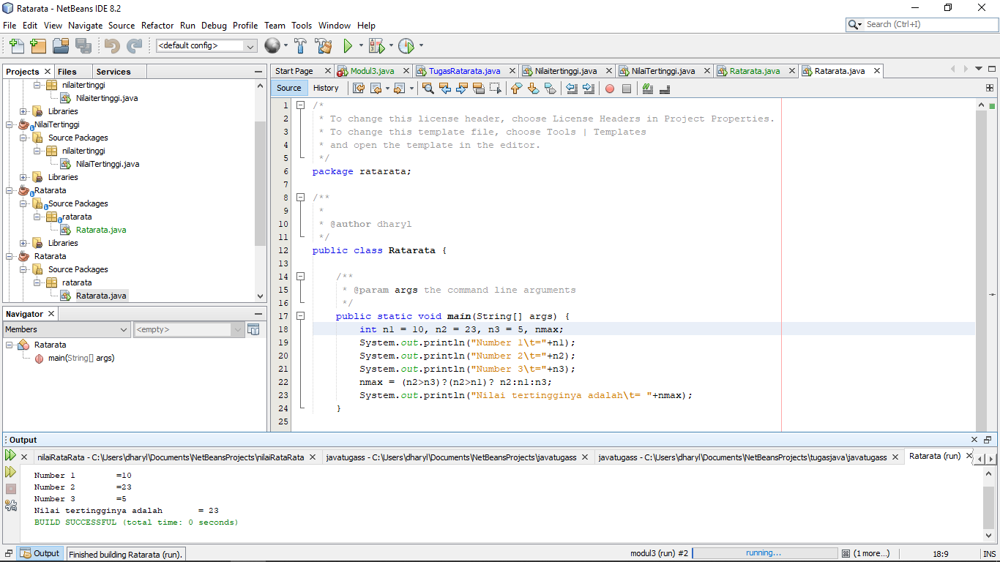 Ratarata - NetBeans IDE 8.2
File Edit View Navigate Source Refactor Run Debug Profile Team Tools Window Help
Search (Ctrl+I)
<default config>
Projects Files Services
nilaitertinggi
Nilaitertinggi.java
Libraries
NilaiTertinggi
Source Packages
nilaitertinggi
NilaiTertinggi.java
Libraries
Ratarata
Source Packages
ratarata
Ratarata.java
Libraries
Ratarata
Source Packages
ratarata
Ratarata.java
Navigator
Members <empty>
Ratarata
main(String[] args)
Start Page Modul3.java TugasRatarata.java Nilaitertinggi.java NilaiTertinggi.java Ratarata.java Ratarata.java
Source History
1 /*
2 * To change this license header, choose License Headers in Project Properties.
3 * To change this template file, choose Tools | Templates
4 * and open the template in the editor.
5 */
6 package ratarata;
7
8 /**
9 *
10 * @author dharyl
11 */
12 public class Ratarata {
13
14 /**
15 * @param args the command line arguments
16 */
17 public static void main(String[] args) {
18 int n1 = 10, n2 = 23, n3 = 5, nmax;
19 System.out.println("Number 1\t="+n1);
20 System.out.println("Number 2\t="+n2);
21 System.out.println("Number 3\t="+n3);
22 nmax = (n2>n3)?(n2>n1)? n2:n1:n3;
23 System.out.println("Nilai tertingginya adalah\t= "+nmax);
24 }
25
Output
nilaiRataRata - C:\Users\dharyl\Documents\NetBeansProjects\nilaiRataRata javatugass - C:\Users\dharyl\Documents\NetBeansProjects\javatugass javatugass - C:\Users\dharyl\Documents\NetBeansProjects\tugasjava\javatugass Ratarata (run)
Number 1 =10
Number 2 =23
Number 3 =5
Nilai tertingginya adalah = 23
BUILD SUCCESSFUL (total time: 0 seconds)
Output Finished building Ratarata (run). modul3 (run) #2 running... (1 more...) 18:9 INS